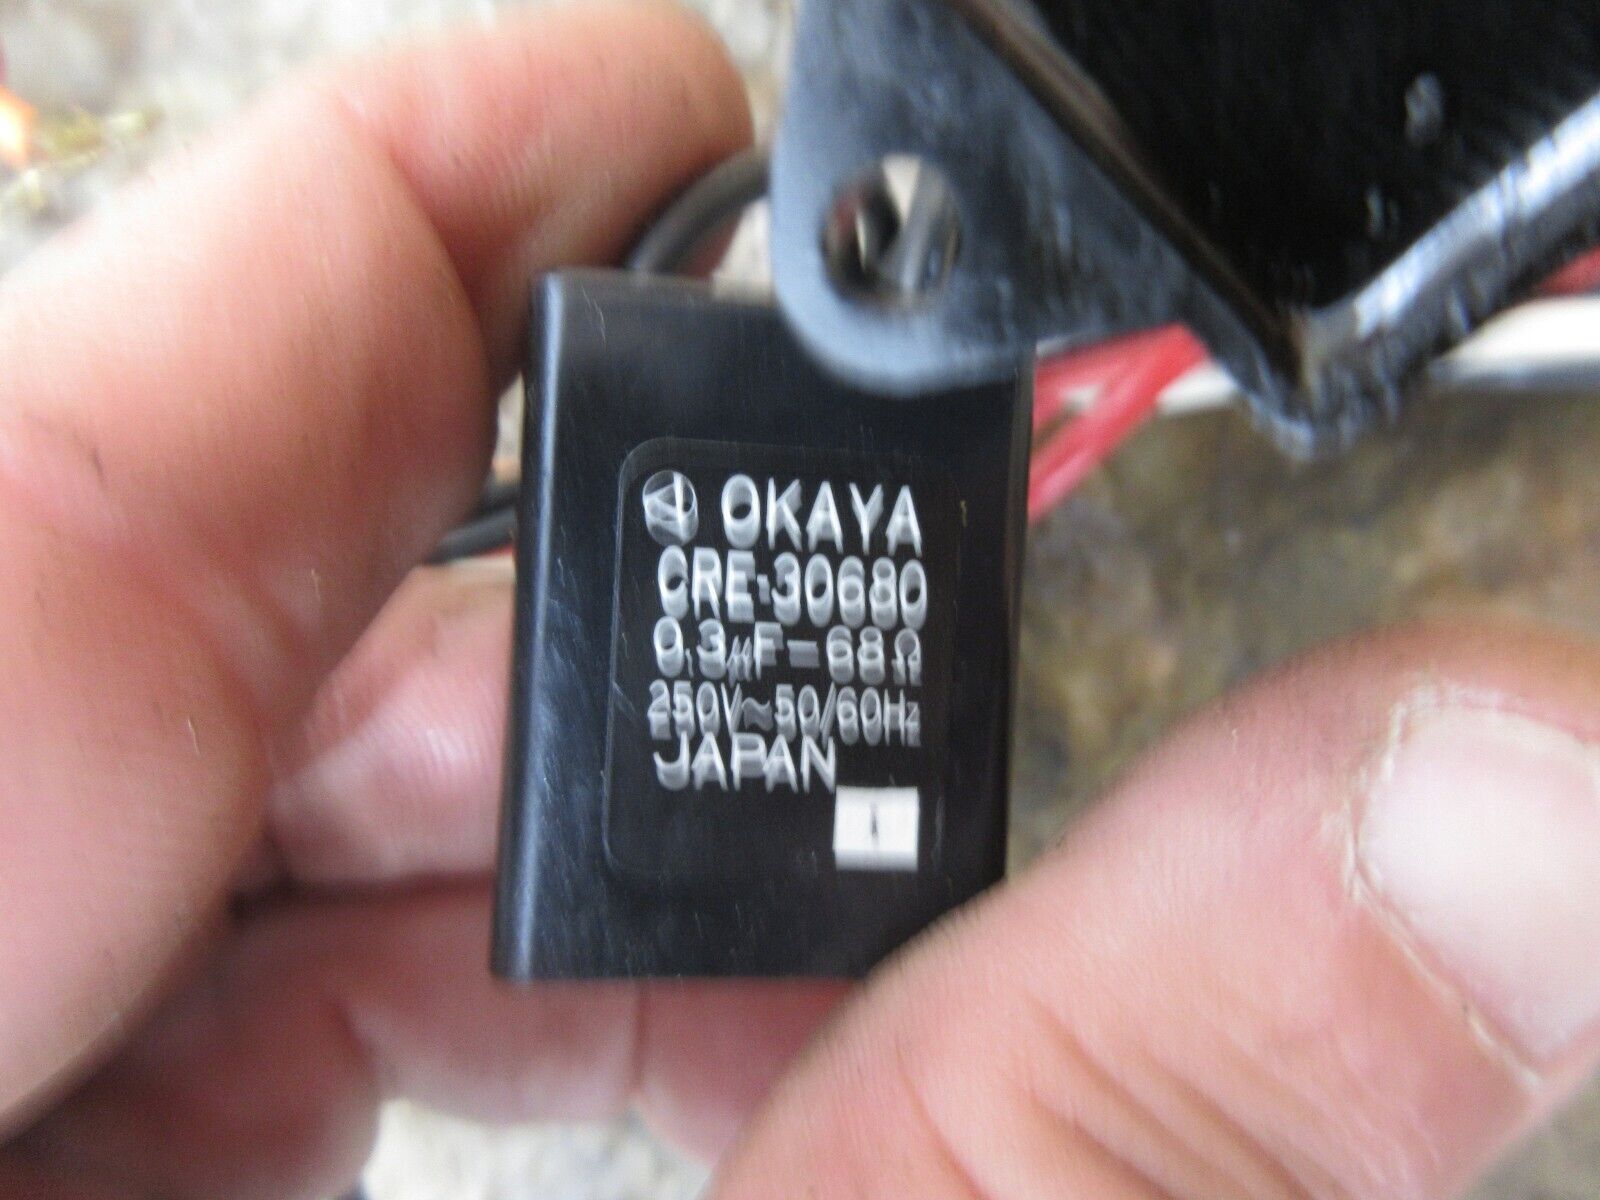 OKAYA
CRE-30680
0.3μF-68Ω
250V~50/60Hz
JAPAN